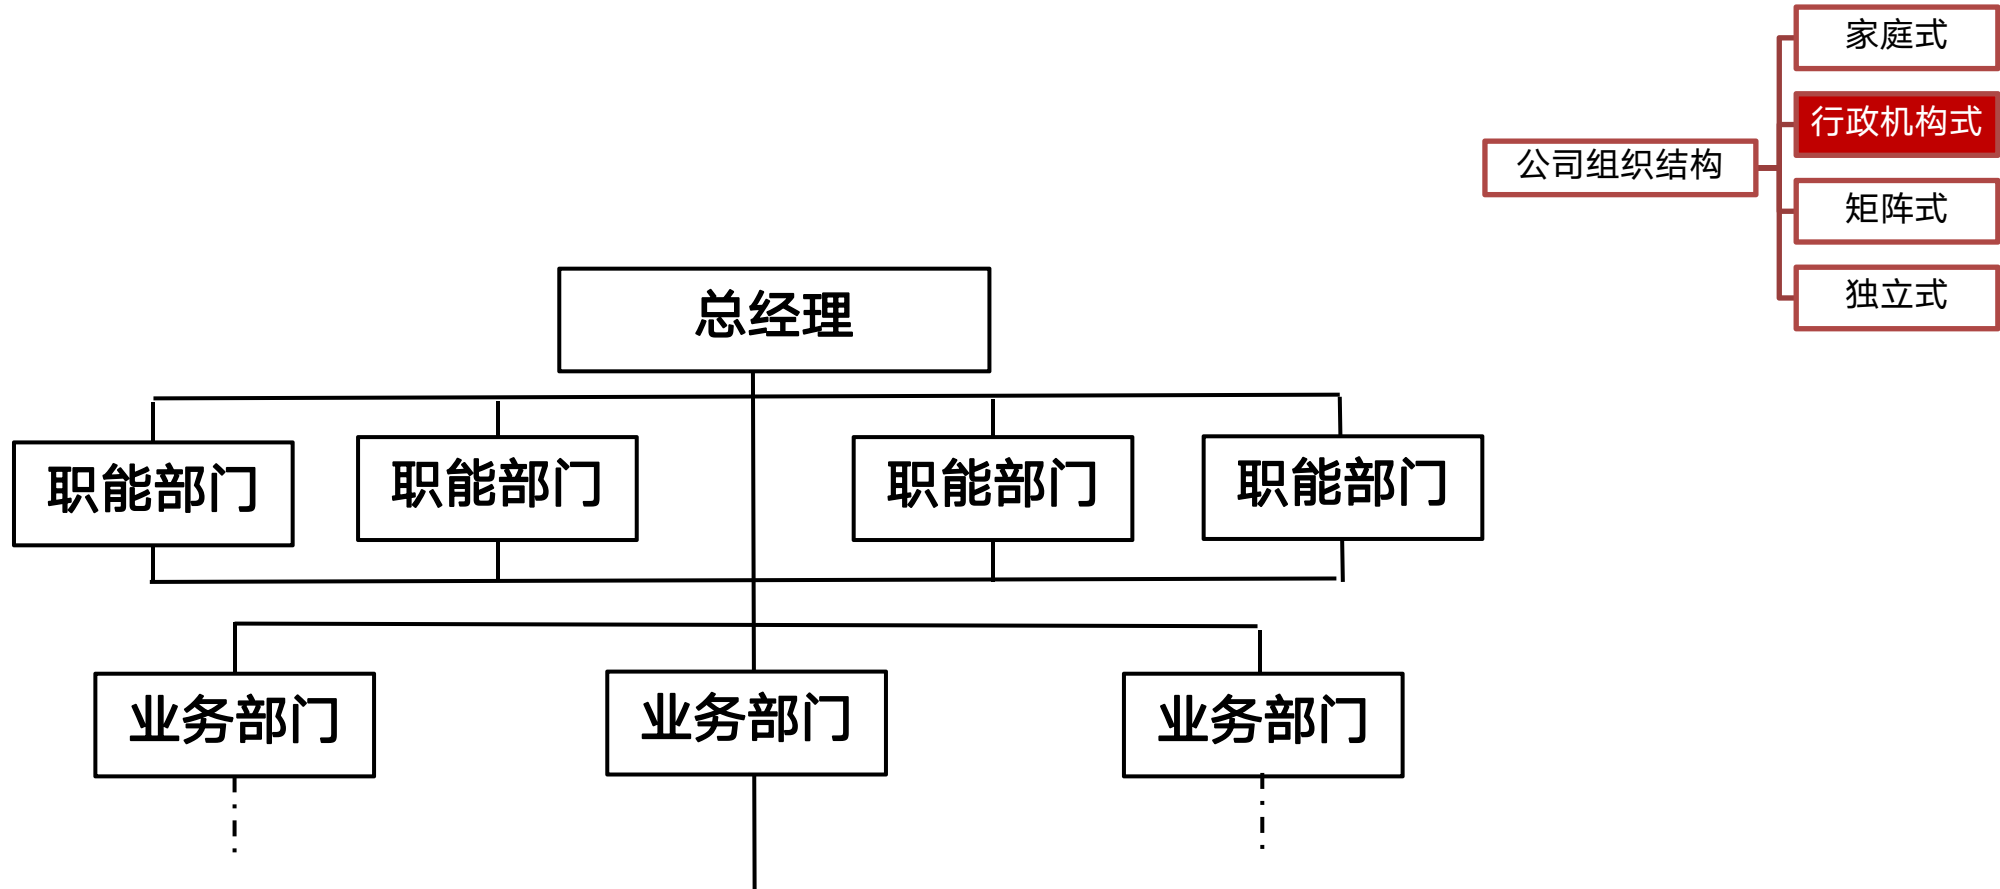 家庭式
行政机构式
公司组织结构
矩阵式
独立式
总经理
职能部门
职能部门
职能部门
职能部门
业务部门
业务部门
业务部门